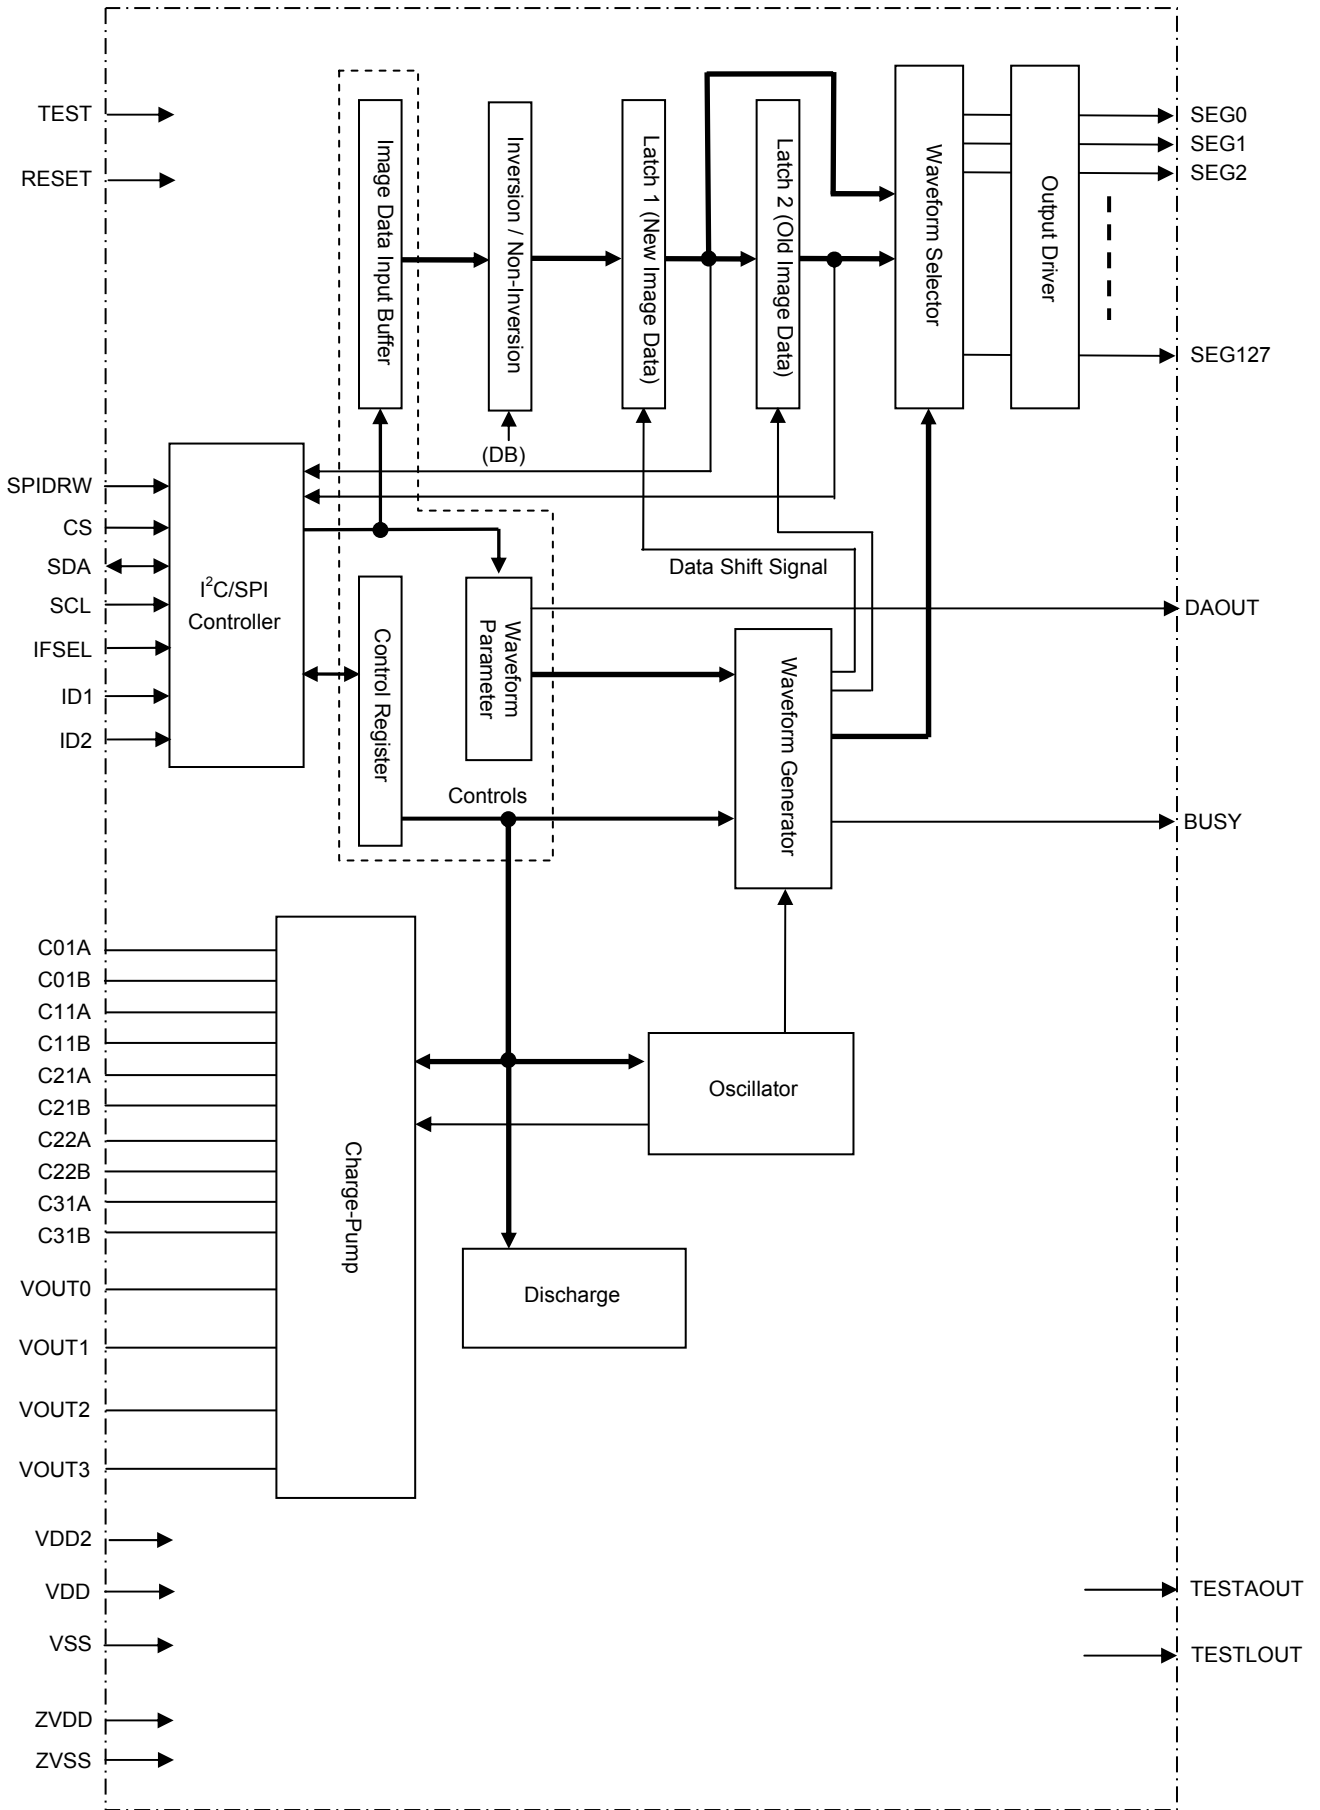 TEST
RESET
Image Data Input Buffer
Inversion / Non-Inversion
Latch 1 (New Image Data)
Latch 2 (Old Image Data)
Waveform Selector
Output Driver
SEG0
SEG1
SEG2
SEG127
(DB)
SPIDRW
CS
SDA
SCL
IFSEL
ID1
ID2
I²C/SPI
Controller
Control Register
Waveform
Parameter
Data Shift Signal
Waveform Generator
Controls
DAOUT
BUSY
C01A
C01B
C11A
C11B
C21A
C21B
C22A
C22B
C31A
C31B
VOUT0
VOUT1
VOUT2
VOUT3
Charge-Pump
Oscillator
Discharge
VDD2
VDD
VSS
ZVDD
ZVSS
TESTAOUT
TESTLOUT